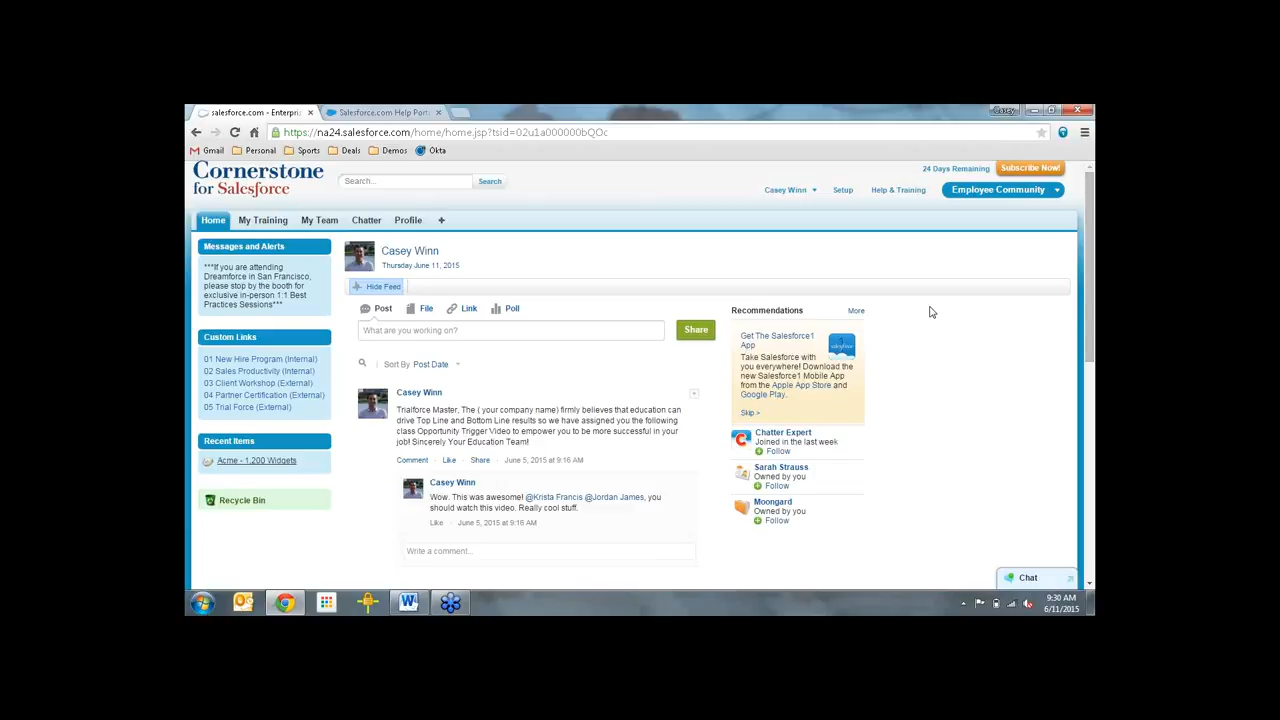 salesforce.com - Enterpri
Salesforce.com Help Port
Casey
https://na24.salesforce.com/home/home.jsp?tsid=02u1a000000bQOc
Gmail Personal Sports Deals Demos Okta
Cornerstone
for Salesforce
Search...
Search
24 Days Remaining
Subscribe Now!
Casey Winn
Setup
Help & Training
Employee Community
Home My Training My Team Chatter Profile +
Messages and Alerts
***If you are attending
Dreamforce in San Francisco,
please stop by the booth for
exclusive in-person 1:1 Best
Practices Sessions***
Custom Links
01 New Hire Program (Internal)
02 Sales Productivity (Internal)
03 Client Workshop (External)
04 Partner Certification (External)
05 Trial Force (External)
Recent Items
Acme - 1,200 Widgets
Recycle Bin
Casey Winn
Thursday June 11, 2015
Hide Feed
Post File Link Poll
What are you working on?
Share
Sort By Post Date
Casey Winn
Trialforce Master, The ( your company name) firmly believes that education can
drive Top Line and Bottom Line results so we have assigned you the following
class Opportunity Trigger Video to empower you to be more successful in your
job! Sincerely Your Education Team!
Comment · Like · Share · June 5, 2015 at 9:16 AM
Casey Winn
Wow. This was awesome! @Krista Francis @Jordan James, you
should watch this video. Really cool stuff.
Like · June 5, 2015 at 9:16 AM
Write a comment...
Recommendations
More
Get The Salesforce1
App
Take Salesforce with
you everywhere! Download the
new Salesforce1 Mobile App
from the Apple App Store and
Google Play.
Skip >
Chatter Expert
Joined in the last week
Follow
Sarah Strauss
Owned by you
Follow
Moongard
Owned by you
Follow
Chat
9:30 AM
6/11/2015